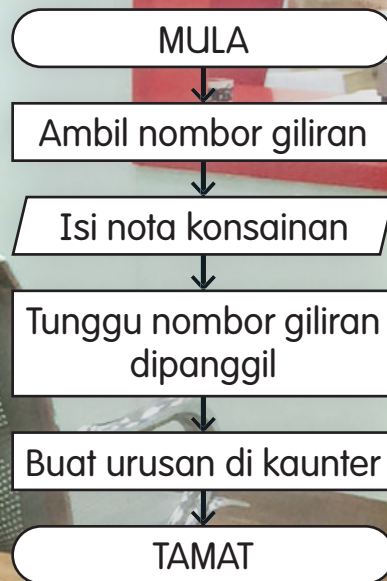 MULA
Ambil nombor giliran
Isi nota konsainan
Tunggu nombor giliran
dipanggil
Buat urusan di kaunter
TAMAT